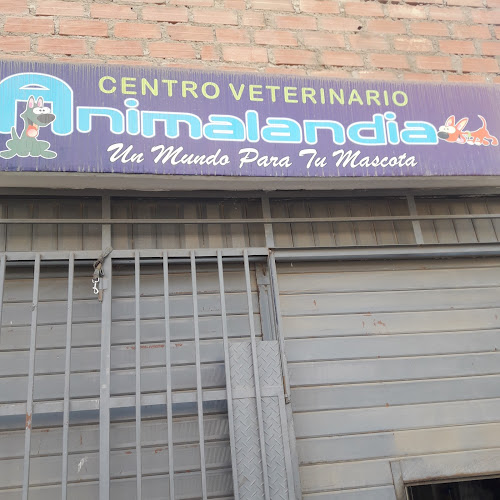 CENTRO VETERINARIO
Animalandia
Un Mundo Para Tu Mascota